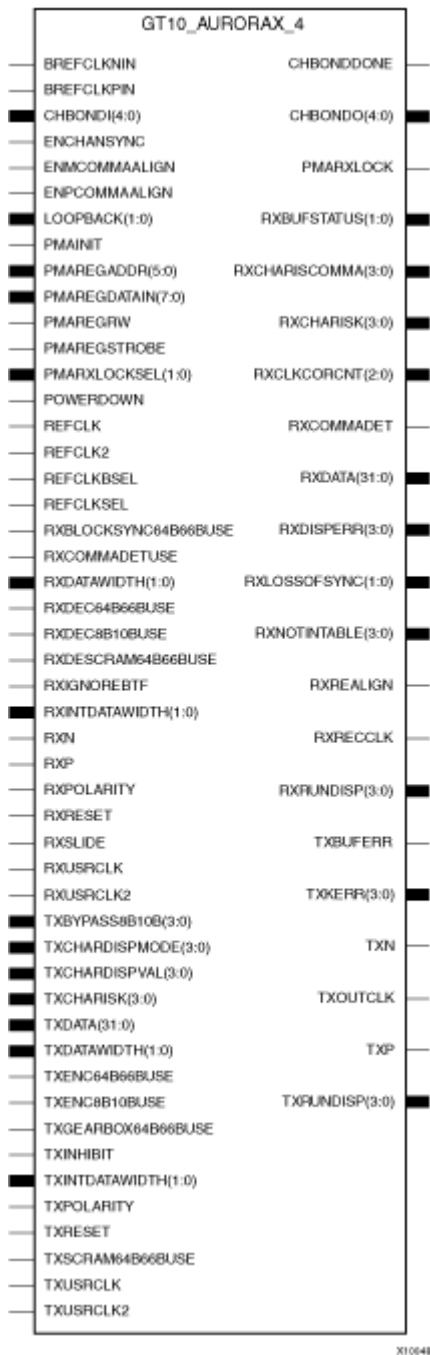 GT10_AURORAX_4
BREFCLKNIN CHBONDDONE
BREFCLKPIN
CHBONDI(4:0) CHBONDO(4:0)
ENCHANSYNC
ENMCOMMAALIGN PMARXLOCK
ENPCOMMAALIGN
LOOPBACK(1:0) RXBUFSTATUS(1:0)
PMAINIT
PMAREGADDR(5:0) RXCHARISCOMMA(3:0)
PMAREGDATAIN(7:0)
PMAREGRW RXCHARISK(3:0)
PMAREGSTROBE
PMARXLOCKSEL(1:0) RXCLKCORCNT(2:0)
POWERDOWN
REFCLK RXCOMMADET
REFCLK2
REFCLKBSEL RXDATA(31:0)
REFCLKSEL
RXBLOCKSYNC64B66BUSE RXDISPERR(3:0)
RXCOMMADETUSE
RXDATAWIDTH(1:0) RXLOSSOFSYNC(1:0)
RXDEC64B66BUSE
RXDEC8B10BUSE RXNOTINTABLE(3:0)
RXDESCRAM64B66BUSE
RXIGNOREBTF RXREALIGN
RXINTDATAWIDTH(1:0)
RXN RXRECCLK
RXP
RXPOLARITY RXRUNDISP(3:0)
RXRESET
RXSLIDE TXBUFERR
RXUSRCLK
RXUSRCLK2 TXKERR(3:0)
TXBYPASS8B10B(3:0)
TXCHARDISPMODE(3:0) TXN
TXCHARDISPVAL(3:0)
TXCHARISK(3:0) TXOUTCLK
TXDATA(31:0)
TXDATAWIDTH(1:0) TXP
TXENC64B66BUSE
TXENC8B10BUSE TXRUNDISP(3:0)
TXGEARBOX64B66BUSE
TXINHIBIT
TXINTDATAWIDTH(1:0)
TXPOLARITY
TXRESET
TXSCRAM64B66BUSE
TXUSRCLK
TXUSRCLK2